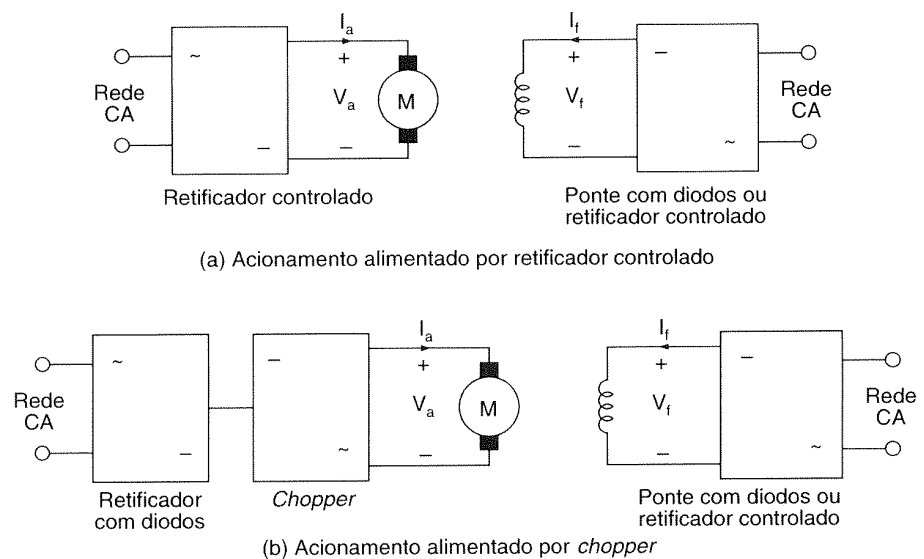 I_a
I_f
~
+
+
−
Rede
CA
V_a
M
V_f
Rede
CA
−
−
−
~
Retificador controlado
Ponte com diodos ou
retificador controlado
(a) Acionamento alimentado por retificador controlado
I_a
I_f
~
−
+
+
−
Rede
CA
V_a
M
V_f
Rede
CA
−
~
−
−
~
Retificador
com diodos
Chopper
Ponte com diodos ou
retificador controlado
(b) Acionamento alimentado por chopper